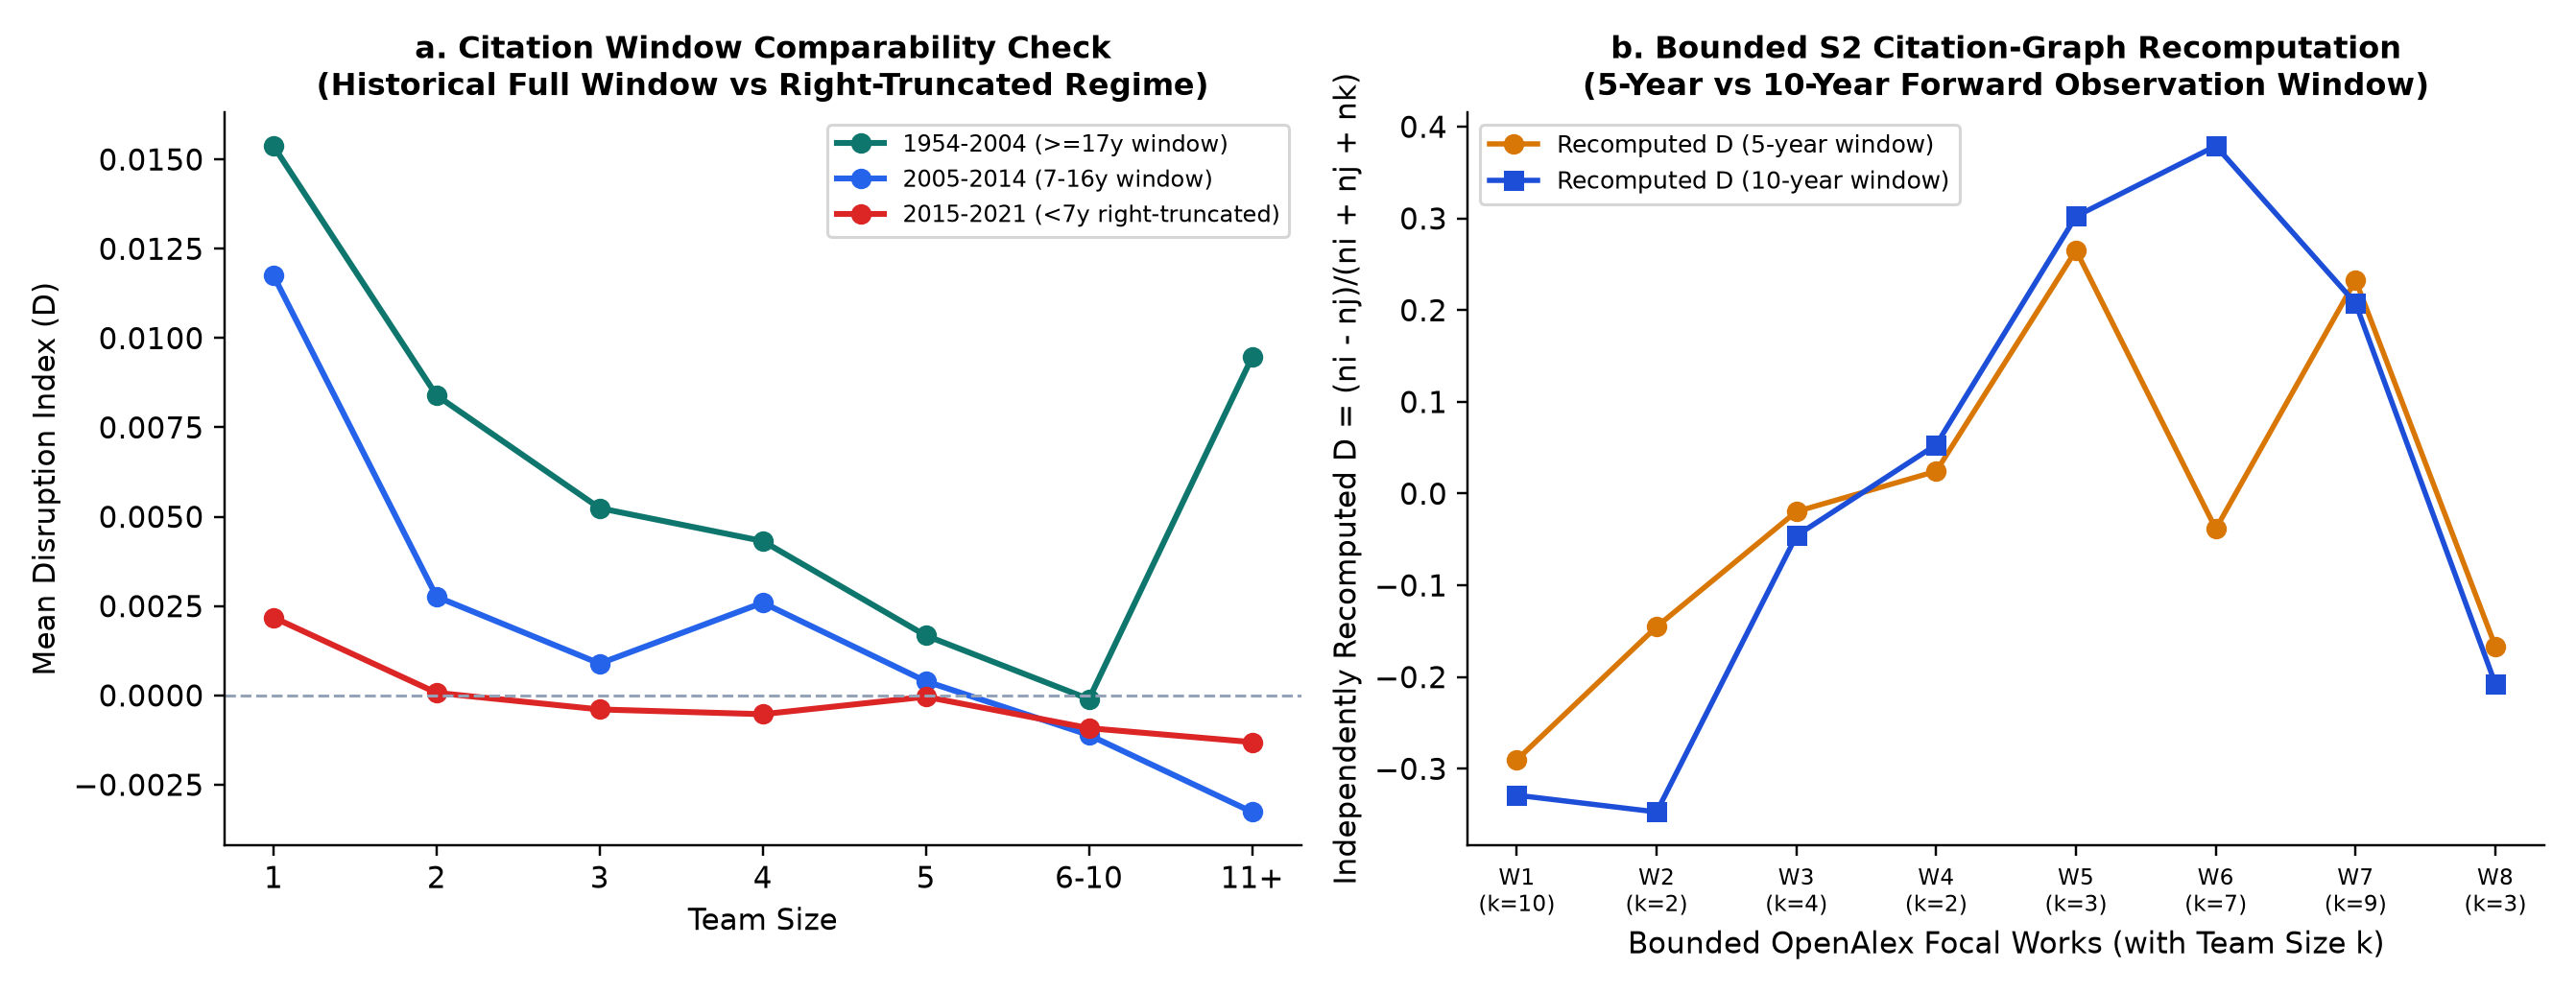 a. Citation Window Comparability Check
(Historical Full Window vs Right-Truncated Regime)
Mean Disruption Index (D)
0.0150
0.0125
0.0100
0.0075
0.0050
0.0025
0.0000
−0.0025
1954-2004 (>=17y window)
2005-2014 (7-16y window)
2015-2021 (<7y right-truncated)
1
2
3
4
5
6-10
11+
Team Size
b. Bounded S2 Citation-Graph Recomputation
(5-Year vs 10-Year Forward Observation Window)
Independently Recomputed D = (ni - nj)/(ni + nj + nk)
0.4
0.3
0.2
0.1
0.0
−0.1
−0.2
−0.3
Recomputed D (5-year window)
Recomputed D (10-year window)
W1
(k=10)
W2
(k=2)
W3
(k=4)
W4
(k=2)
W5
(k=3)
W6
(k=7)
W7
(k=9)
W8
(k=3)
Bounded OpenAlex Focal Works (with Team Size k)